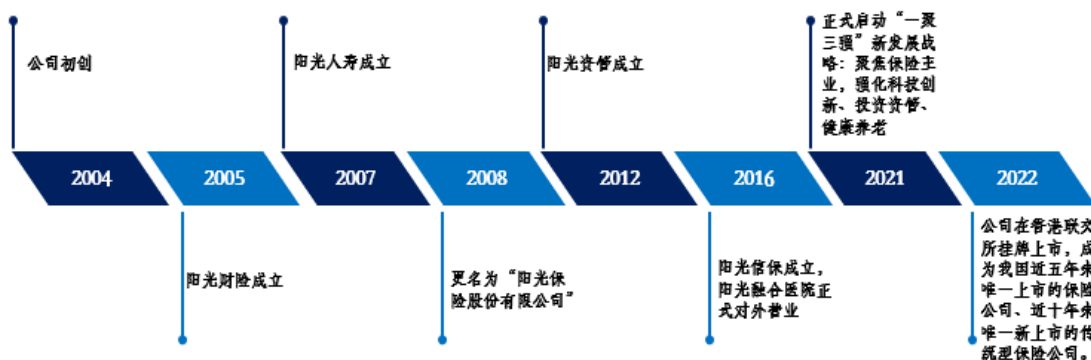 公司初创
阳光人寿成立
阳光资管成立
正式启动“一聚
三强”新发展战
略：聚焦保险主
业，强化科技创
新、投资资管、
健康养老
2004
2005
2007
2008
2012
2016
2021
2022
阳光财险成立
更名为“阳光保
险股份有限公司”
阳光信保成立，
阳光融合医院正
式对外营业
公司在香港联交
所挂牌上市，成
为我国近五年来
唯一上市的保险
公司、近十年来
唯一新上市的传
统型保险公司。